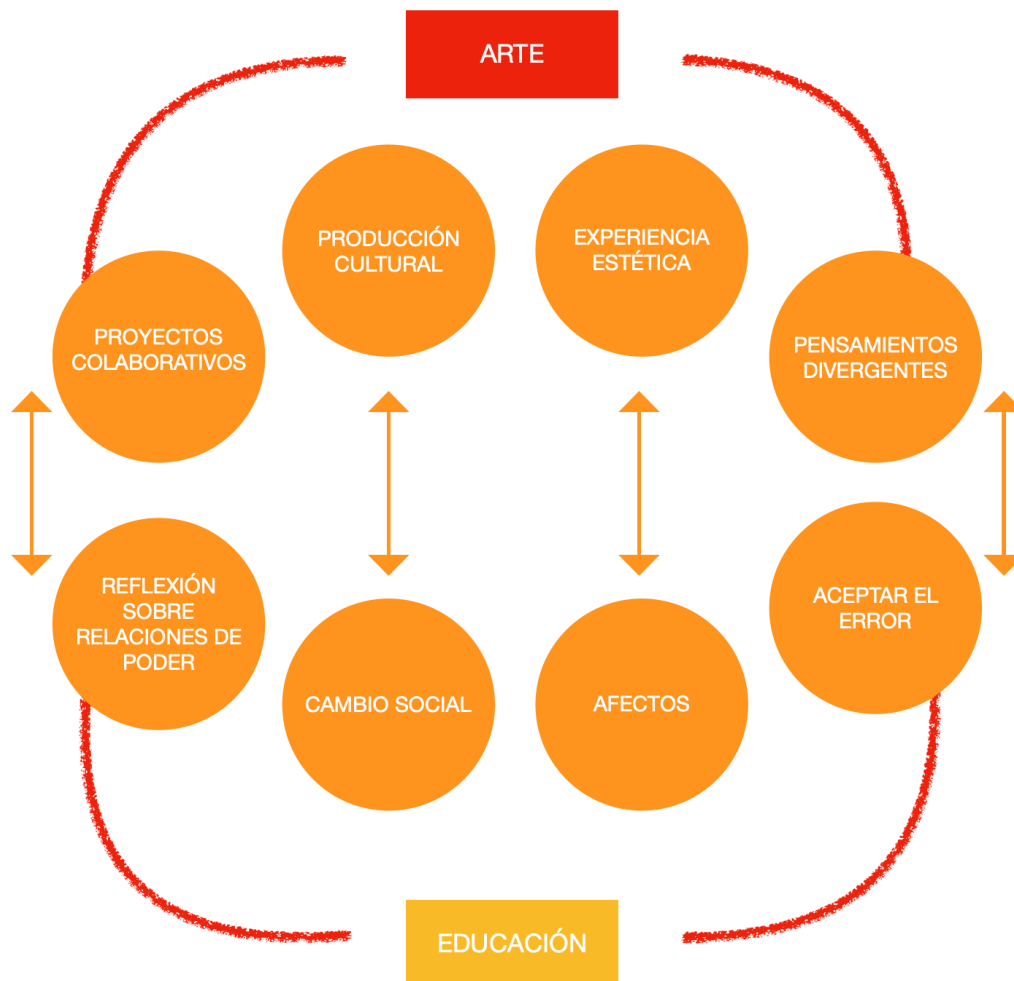 ARTE
PRODUCCIÓN
CULTURAL
EXPERIENCIA
ESTÉTICA
PROYECTOS
COLABORATIVOS
PENSAMIENTOS
DIVERGENTES
REFLEXIÓN
SOBRE
RELACIONES DE
PODER
CAMBIO SOCIAL
AFECTOS
ACEPTAR EL
ERROR
EDUCACIÓN